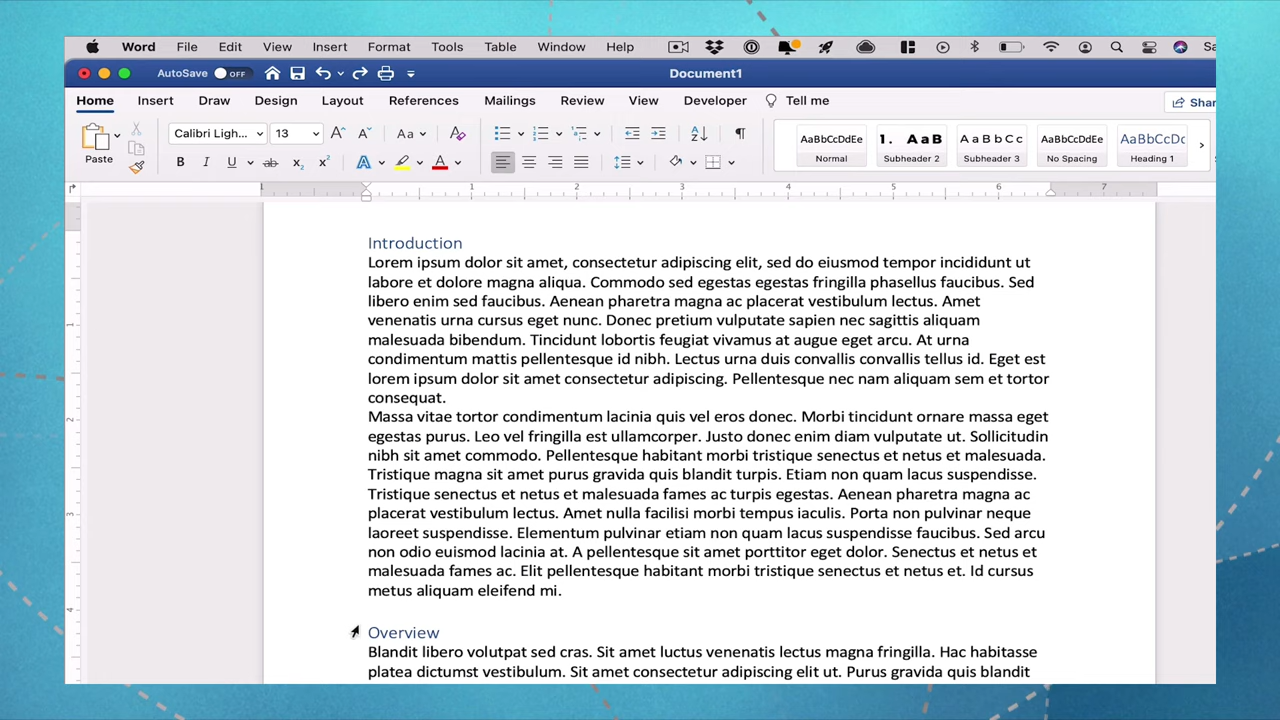 Word File Edit View Insert Format Tools Table Window Help
AutoSave OFF Document1
Home Insert Draw Design Layout References Mailings Review View Developer Tell me Shar
Paste Calibri Ligh... 13
AaBbCcDdEe 1. AaB AaBbCc AaBbCcDdEe AaBbCcDc
Normal Subheader 2 Subheader 3 No Spacing Heading 1
1 1 2 3 4 5 6 7
Introduction
Lorem ipsum dolor sit amet, consectetur adipiscing elit, sed do eiusmod tempor incididunt ut
labore et dolore magna aliqua. Commodo sed egestas egestas fringilla phasellus faucibus. Sed
libero enim sed faucibus. Aenean pharetra magna ac placerat vestibulum lectus. Amet
venenatis urna cursus eget nunc. Donec pretium vulputate sapien nec sagittis aliquam
malesuada bibendum. Tincidunt lobortis feugiat vivamus at augue eget arcu. At urna
condimentum mattis pellentesque id nibh. Lectus urna duis convallis convallis tellus id. Eget est
lorem ipsum dolor sit amet consectetur adipiscing. Pellentesque nec nam aliquam sem et tortor
consequat.
Massa vitae tortor condimentum lacinia quis vel eros donec. Morbi tincidunt ornare massa eget
egestas purus. Leo vel fringilla est ullamcorper. Justo donec enim diam vulputate ut. Sollicitudin
nibh sit amet commodo. Pellentesque habitant morbi tristique senectus et netus et malesuada.
Tristique magna sit amet purus gravida quis blandit turpis. Etiam non quam lacus suspendisse.
Tristique senectus et netus et malesuada fames ac turpis egestas. Aenean pharetra magna ac
placerat vestibulum lectus. Amet nulla facilisi morbi tempus iaculis. Porta non pulvinar neque
laoreet suspendisse. Elementum pulvinar etiam non quam lacus suspendisse faucibus. Sed arcu
non odio euismod lacinia at. A pellentesque sit amet porttitor eget dolor. Senectus et netus et
malesuada fames ac. Elit pellentesque habitant morbi tristique senectus et netus et. Id cursus
metus aliquam eleifend mi.
Overview
Blandit libero volutpat sed cras. Sit amet luctus venenatis lectus magna fringilla. Hac habitasse
platea dictumst vestibulum. Sit amet consectetur adipiscing elit ut. Purus gravida quis blandit